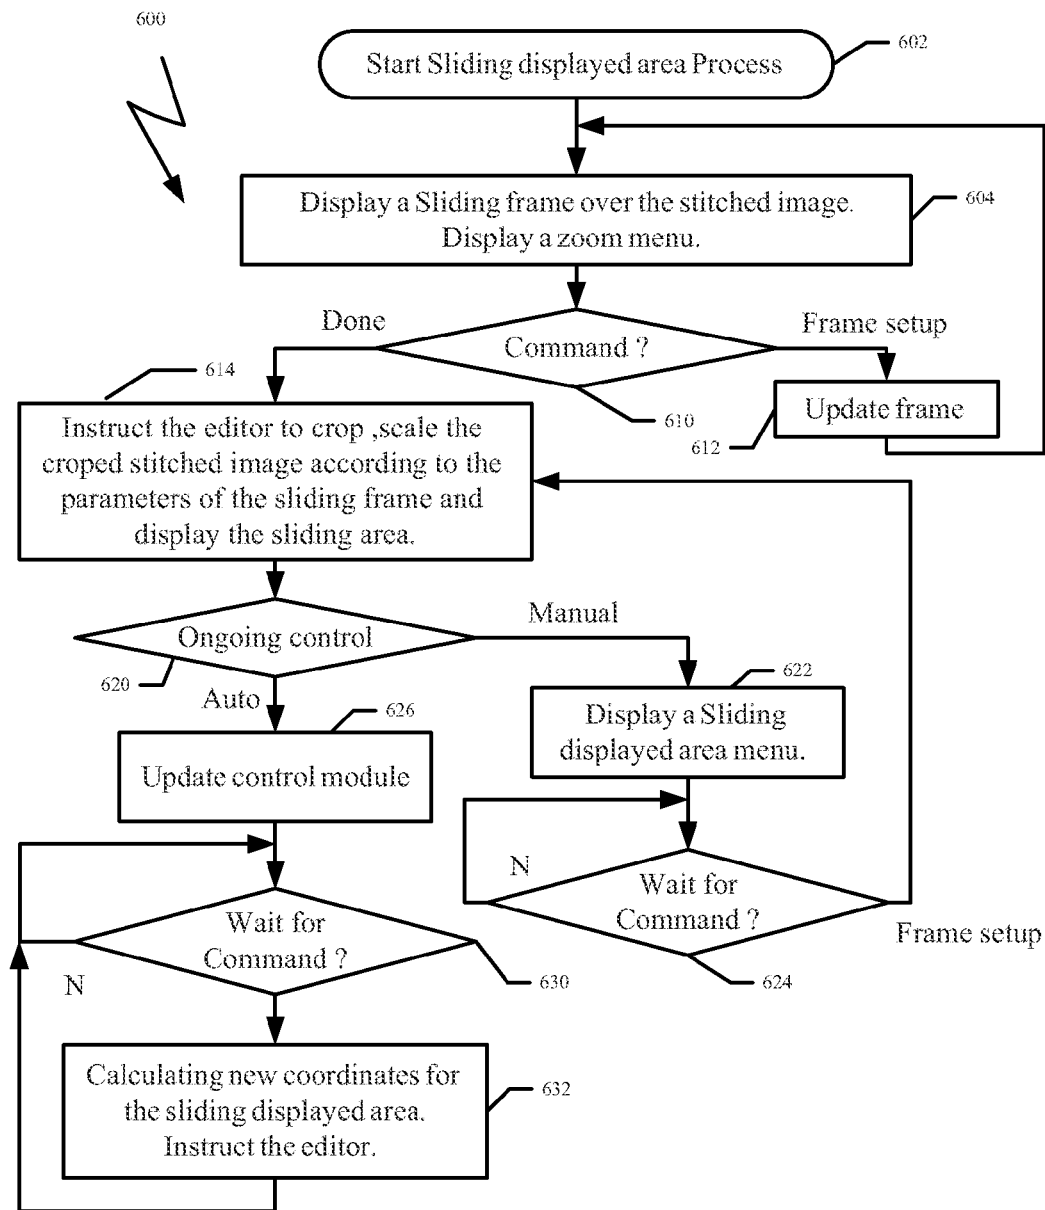 600
Start Sliding displayed area Process
602
Display a Sliding frame over the stitched image.
Display a zoom menu.
604
Done
Command ?
Frame setup
610
Update frame
612
614
Instruct the editor to crop ,scale the
croped stitched image according to the
parameters of the sliding frame and
display the sliding area.
Ongoing control
620
Manual
Auto
622
Display a Sliding
displayed area menu.
626
Update control module
N
Wait for
Command ?
Frame setup
624
Wait for
Command ?
N
630
Calculating new coordinates for
the sliding displayed area.
Instruct the editor.
632